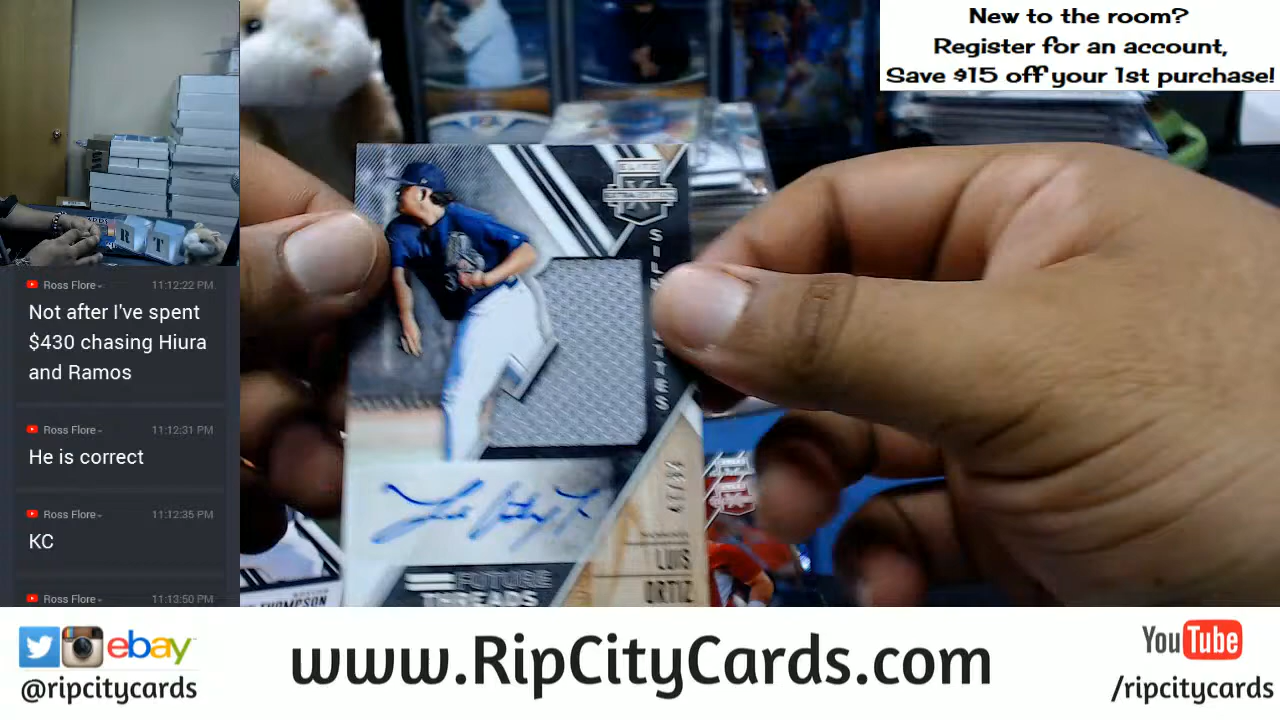 New to the room?
Register for an account,
Save $15 off your 1st purchase!
R T
Ross Flore 11:12:22 PM
Not after I've spent
$430 chasing Hiura
and Ramos
Ross Flore 11:12:31 PM
He is correct
Ross Flore 11:12:35 PM
KC
Ross Flore 11:13:50 PM
ELITE
FUTURE
THREADS
LUIS
ORTIZ
THOMPSON
ebay
@ripcitycards
www.RipCityCards.com
YouTube
/ripcitycards